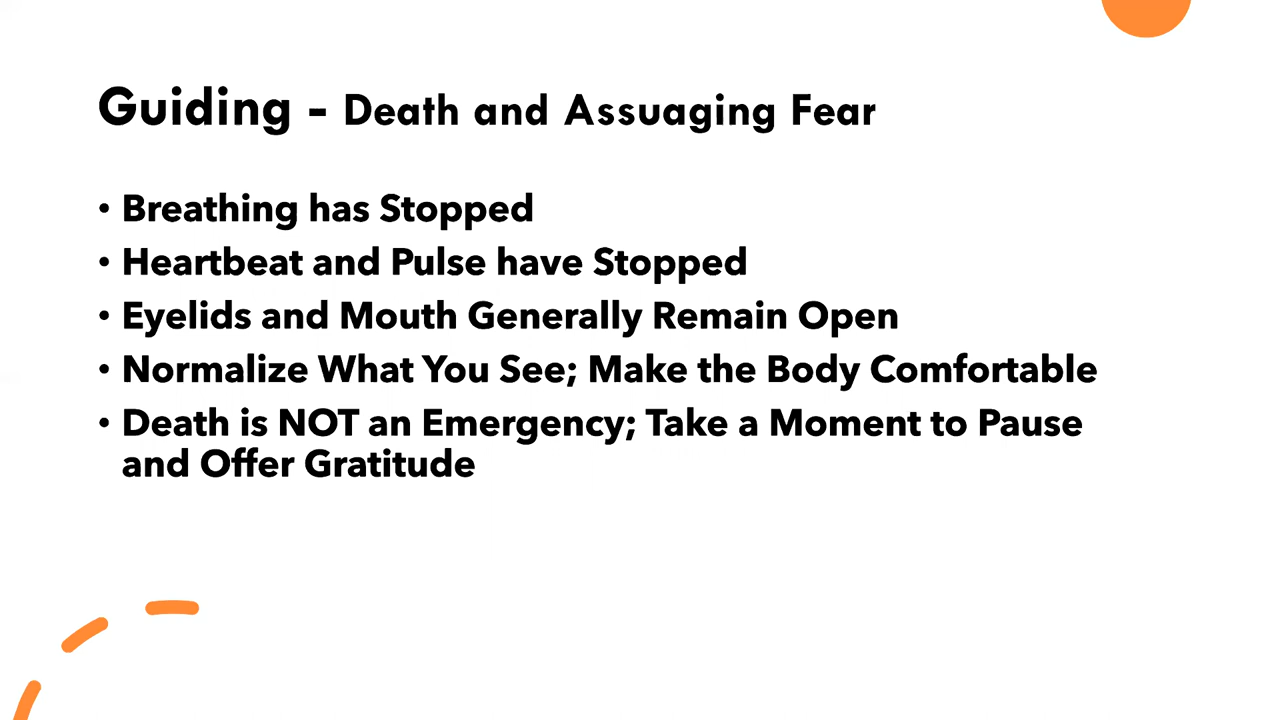 Guiding - Death and Assuaging Fear
• Breathing has Stopped
• Heartbeat and Pulse have Stopped
• Eyelids and Mouth Generally Remain Open
• Normalize What You See; Make the Body Comfortable
• Death is NOT an Emergency; Take a Moment to Pause
and Offer Gratitude